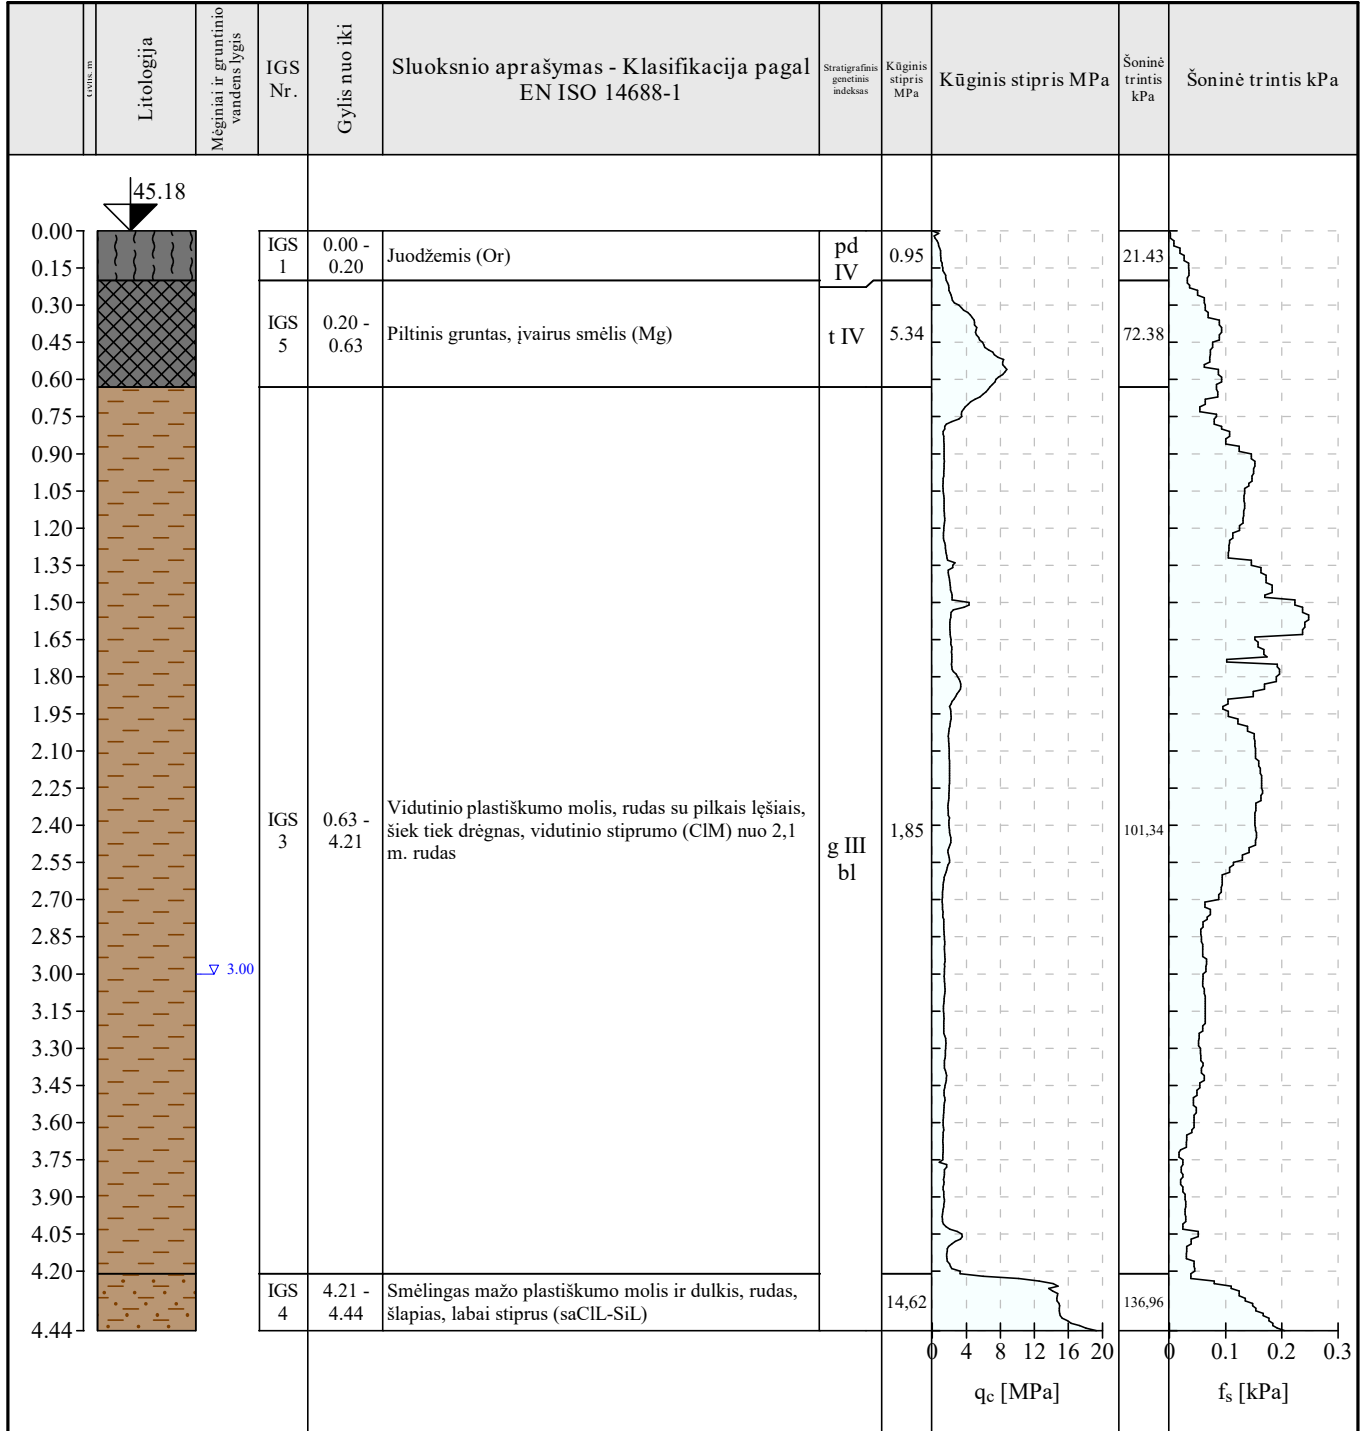 Gylis, m
Litologija
Mėginiai ir gruntinio
vandens lygis
IGS
Nr.
Gylis nuo iki
Sluoksnio aprašymas - Klasifikacija pagal
EN ISO 14688-1
Stratigrafinis
genetinis
indeksas
Kūginis
stipris
MPa
Kūginis stipris MPa
Šoninė
trintis
kPa
Šoninė trintis kPa
45.18
0.00
0.15
0.30
0.45
0.60
0.75
0.90
1.05
1.20
1.35
1.50
1.65
1.80
1.95
2.10
2.25
2.40
2.55
2.70
2.85
3.00
3.15
3.30
3.45
3.60
3.75
3.90
4.05
4.20
4.44
3.00
IGS
1
0.00 -
0.20
Juodžemis (Or)
pd
IV
0.95
21.43
IGS
5
0.20 -
0.63
Piltinis gruntas, įvairus smėlis (Mg)
t IV
5.34
72.38
IGS
3
0.63 -
4.21
Vidutinio plastiškumo molis, rudas su pilkais lęšiais,
šiek tiek drėgnas, vidutinio stiprumo (ClM) nuo 2,1
m. rudas
g III
bl
1,85
101,34
IGS
4
4.21 -
4.44
Smėlingas mažo plastiškumo molis ir dulkis, rudas,
šlapias, labai stiprus (saClL-SiL)
14,62
136,96
0 4 8 12 16 20
qc [MPa]
0 0.1 0.2 0.3
fs [kPa]